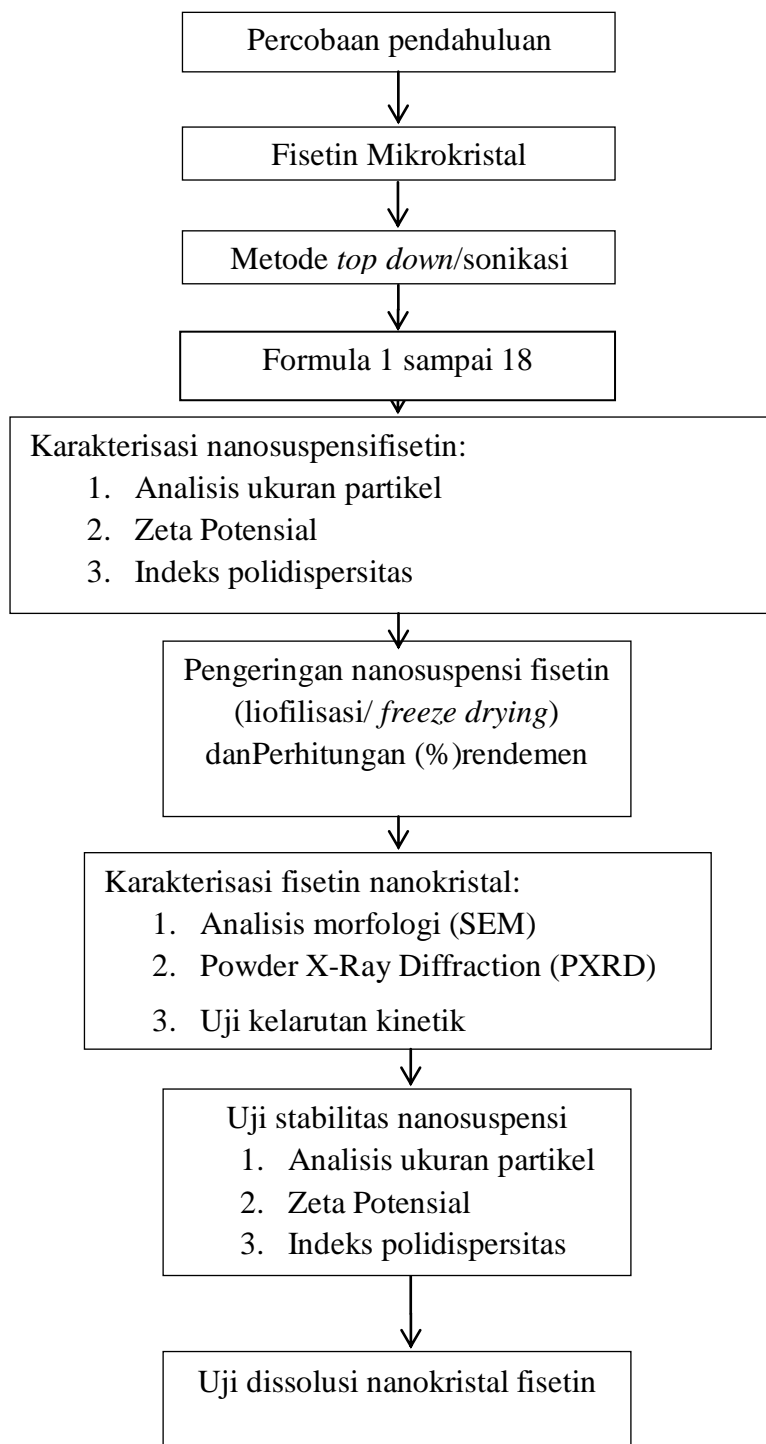 Percobaan pendahuluan
Fisetin Mikrokristal
Metode top down/sonikasi
Formula 1 sampai 18
Karakterisasi nanosuspensifisetin:
1. Analisis ukuran partikel
2. Zeta Potensial
3. Indeks polidispersitas
Pengeringan nanosuspensi fisetin
(liofilisasi/ freeze drying)
danPerhitungan (%)rendemen
Karakterisasi fisetin nanokristal:
1. Analisis morfologi (SEM)
2. Powder X-Ray Diffraction (PXRD)
3. Uji kelarutan kinetik
Uji stabilitas nanosuspensi
1. Analisis ukuran partikel
2. Zeta Potensial
3. Indeks polidispersitas
Uji dissolusi nanokristal fisetin